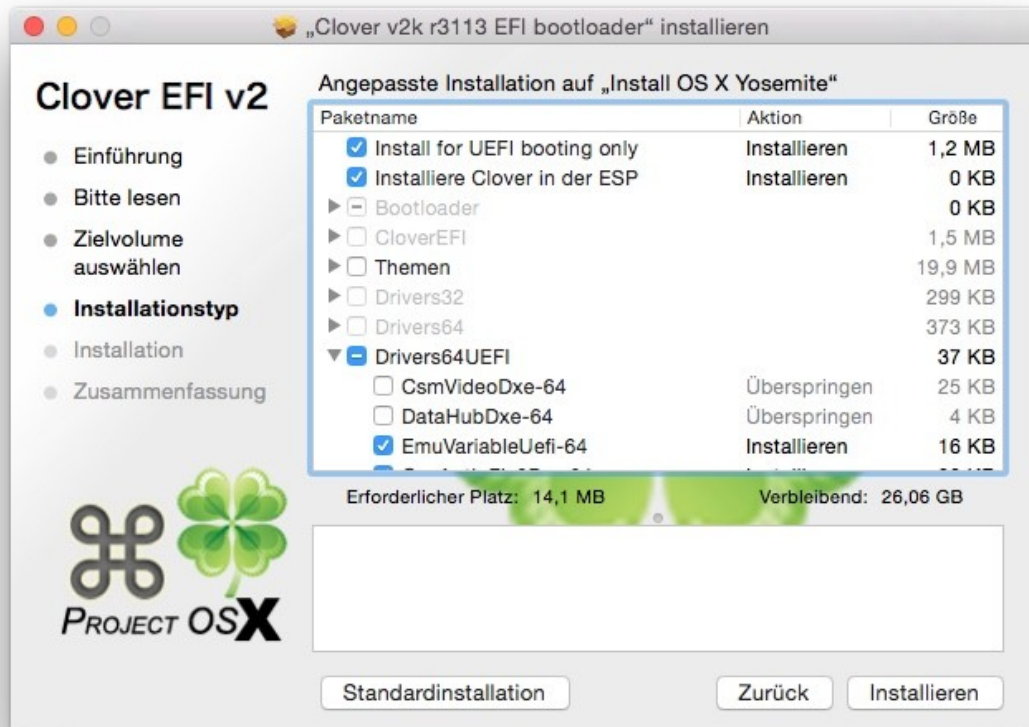 „Clover v2k r3113 EFI bootloader“ installieren
Clover EFI v2
Einführung
Bitte lesen
Zielvolume
auswählen
Installationstyp
Installation
Zusammenfassung
PROJECT OSX
Angepasste Installation auf „Install OS X Yosemite“
Paketname Aktion Größe
Install for UEFI booting only Installieren 1,2 MB
Installiere Clover in der ESP Installieren 0 KB
Bootloader 0 KB
CloverEFI 1,5 MB
Themen 19,9 MB
Drivers32 299 KB
Drivers64 373 KB
Drivers64UEFI 37 KB
CsmVideoDxe-64 Überspringen 25 KB
DataHubDxe-64 Überspringen 4 KB
EmuVariableUefi-64 Installieren 16 KB
Erforderlicher Platz: 14,1 MB Verbleibend: 26,06 GB
Standardinstallation Zurück Installieren